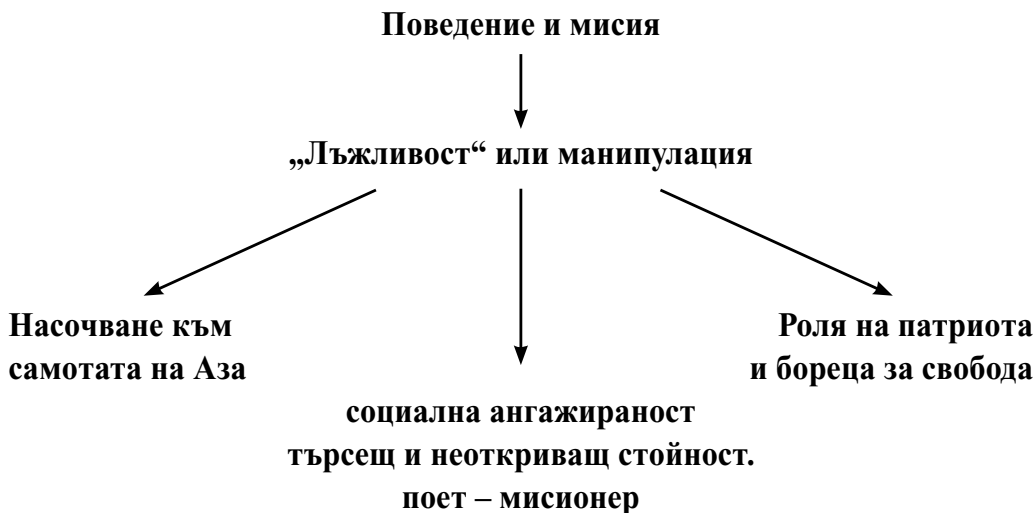 Поведение и мисия
„Лъжливост“ или манипулация
Насочване към
самотата на Аза
Роля на патриота
и бореца за свобода
социална ангажираност
търсещ и неоткриващ стойност.
поет – мисионер